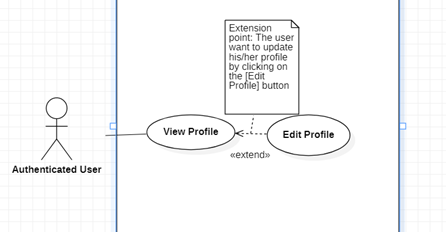 Extension
point: The user
want to update
his/her profile
by clicking on
the [Edit
Profile] button
View Profile
Edit Profile
«extend»
Authenticated User